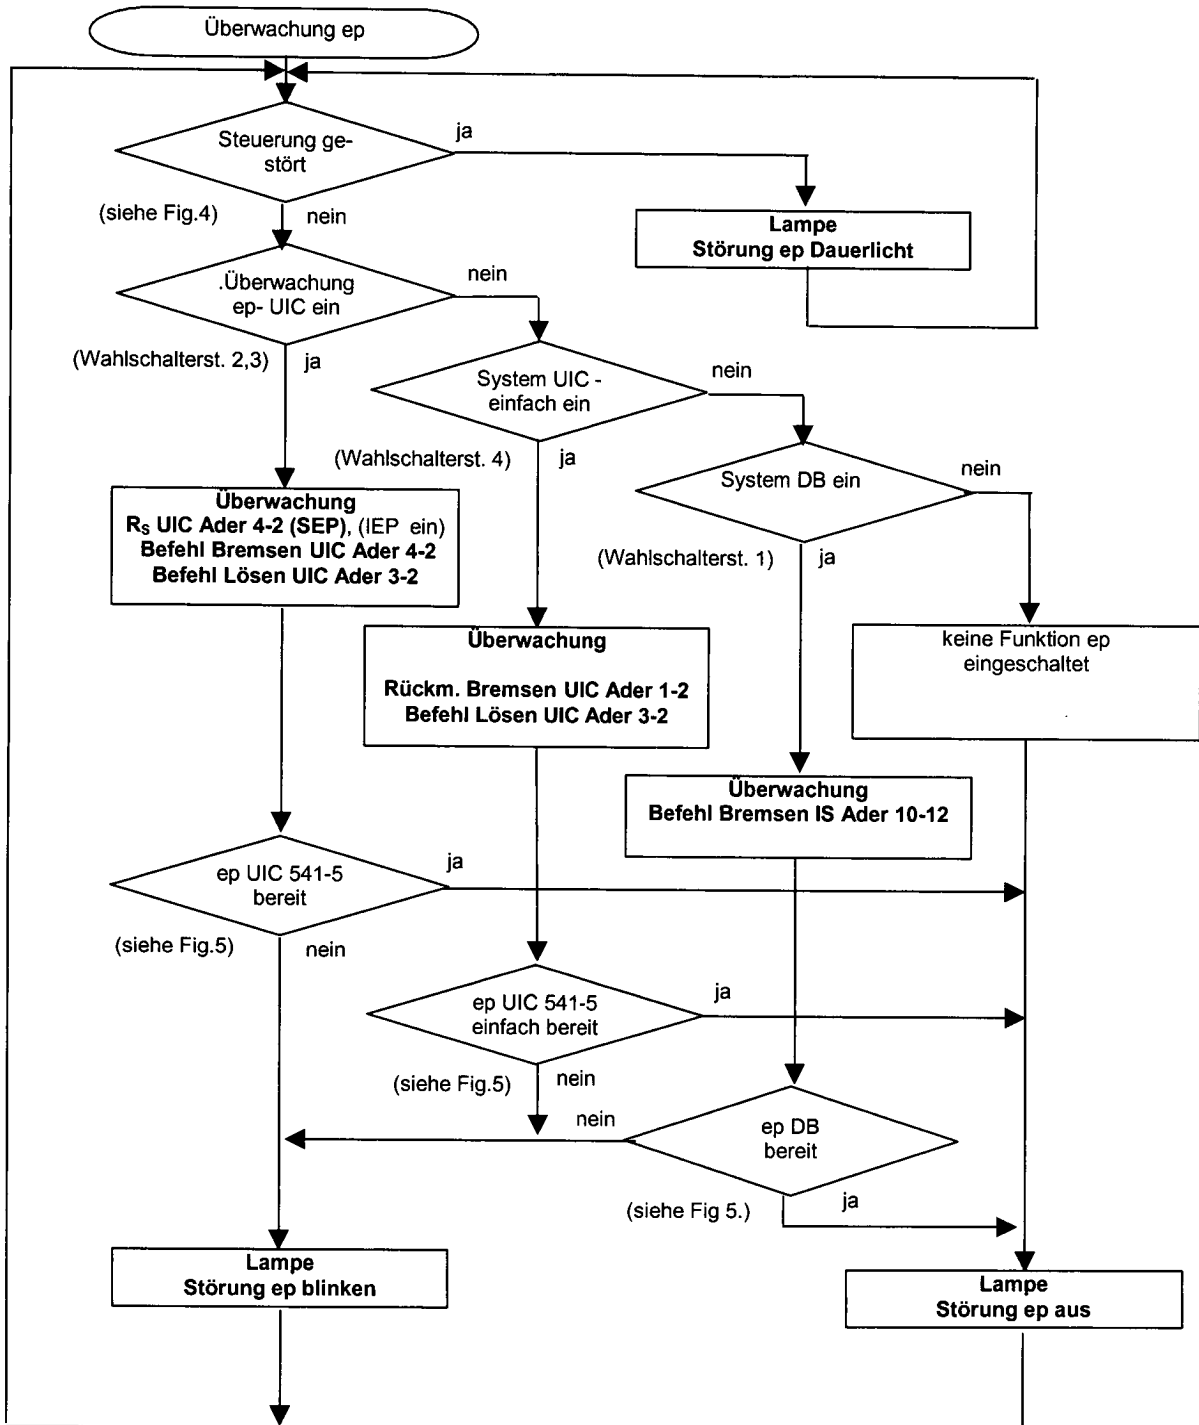 Überwachung ep
Steuerung ge-
stört
ja
(siehe Fig.4)
nein
Lampe
Störung ep Dauerlicht
.Überwachung
ep- UIC ein
nein
(Wahlschalterst. 2,3)
ja
System UIC -
einfach ein
nein
(Wahlschalterst. 4)
ja
System DB ein
nein
(Wahlschalterst. 1)
ja
Überwachung
RS UIC Ader 4-2 (SEP), (IEP ein)
Befehl Bremsen UIC Ader 4-2
Befehl Lösen UIC Ader 3-2
Überwachung
Rückm. Bremsen UIC Ader 1-2
Befehl Lösen UIC Ader 3-2
keine Funktion ep
eingeschaltet
Überwachung
Befehl Bremsen IS Ader 10-12
ep UIC 541-5
bereit
ja
(siehe Fig.5)
nein
ep UIC 541-5
einfach bereit
ja
(siehe Fig.5)
nein
ep DB
bereit
nein
(siehe Fig 5.)
ja
Lampe
Störung ep blinken
Lampe
Störung ep aus